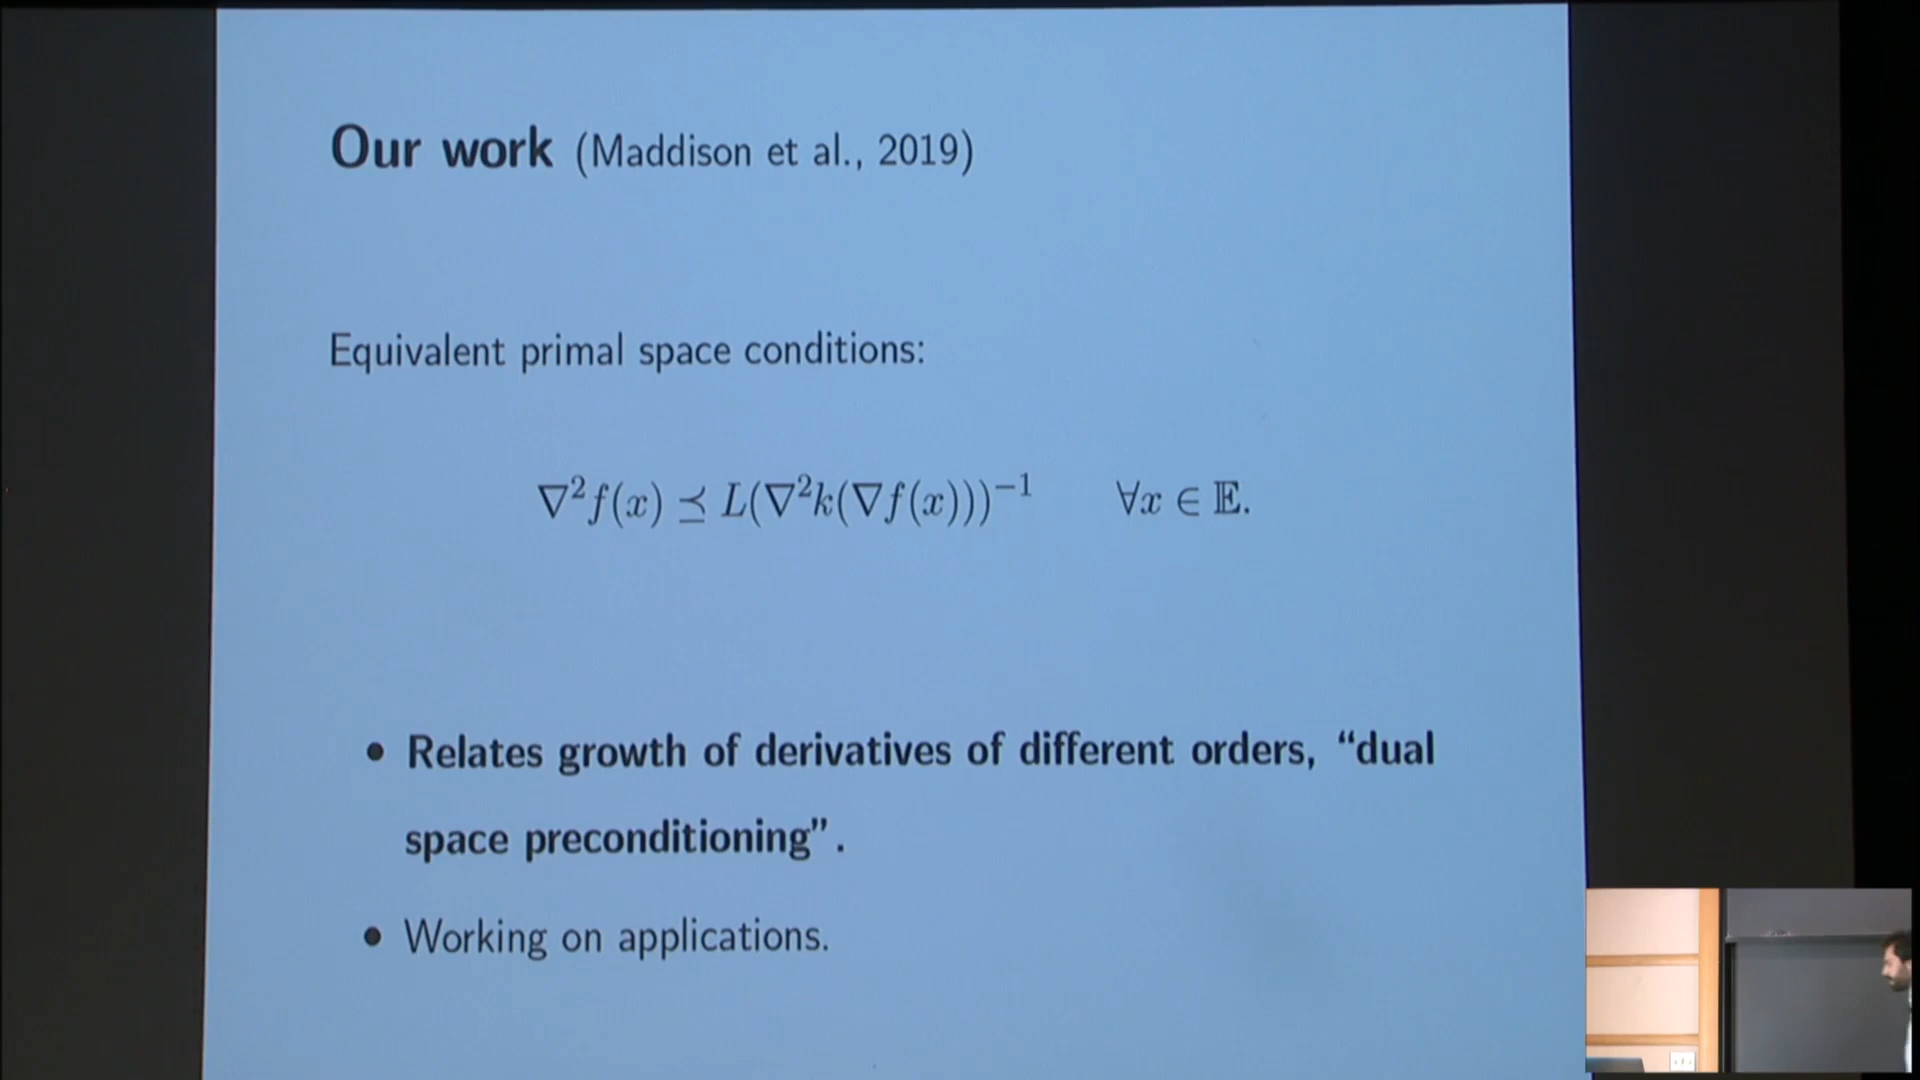 Our work (Maddison et al., 2019)
Equivalent primal space conditions:
∇²f(x) ⪯ L(∇²k(∇f(x)))⁻¹ ∀x ∈ 𝔼.
• Relates growth of derivatives of different orders, “dual
space preconditioning”.
• Working on applications.